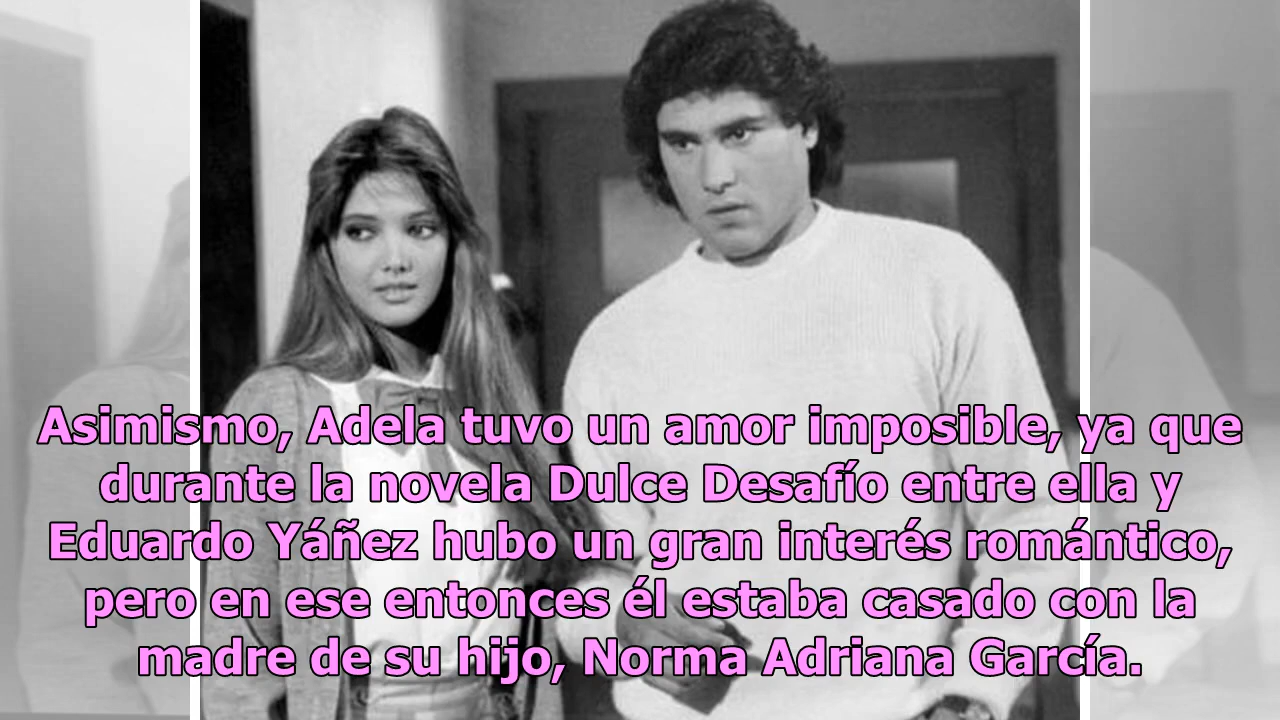 Asimismo, Adela tuvo un amor imposible, ya que
durante la novela Dulce Desafío entre ella y
Eduardo Yáñez hubo un gran interés romántico,
pero en ese entonces él estaba casado con la
madre de su hijo, Norma Adriana García.